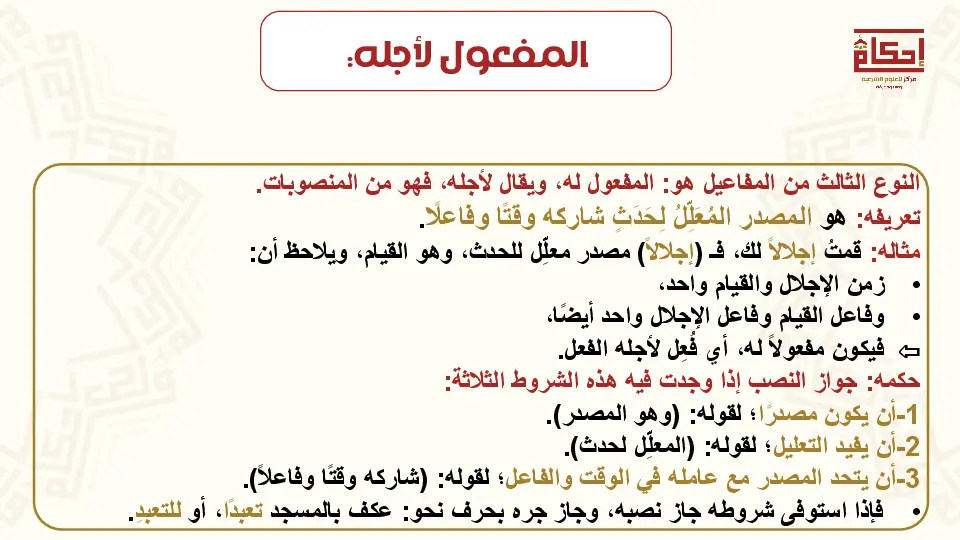 المفعول لأجله:
إحكام
مركز للعلوم الشرعية
النوع الثالث من المفاعيل هو: المفعول له، ويقال لأجله، فهو من المنصوبات.
تعريفه: هو المصدر المُعَلِّلُ لِحَدَثٍ شاركه وقتًا وفاعلًا.
مثاله: قمتُ إجلالاً لك، فـ (إجلالاً) مصدر معلِّل للحدث، وهو القيام، ويلاحظ أن:
• زمن الإجلال والقيام واحد،
• وفاعل القيام وفاعل الإجلال واحد أيضًا،
⇦ فيكون مفعولاً له، أي فُعِل لأجله الفعل.
حكمه: جواز النصب إذا وجدت فيه هذه الشروط الثلاثة:
1-أن يكون مصدرًا؛ لقوله: (وهو المصدر).
2-أن يفيد التعليل؛ لقوله: (المعلِّل لحدث).
3-أن يتحد المصدر مع عامله في الوقت والفاعل؛ لقوله: (شاركه وقتًا وفاعلاً).
• فإذا استوفى شروطه جاز نصبه، وجاز جره بحرف نحو: عكف بالمسجد تعبدًا، أو للتعبدِ.